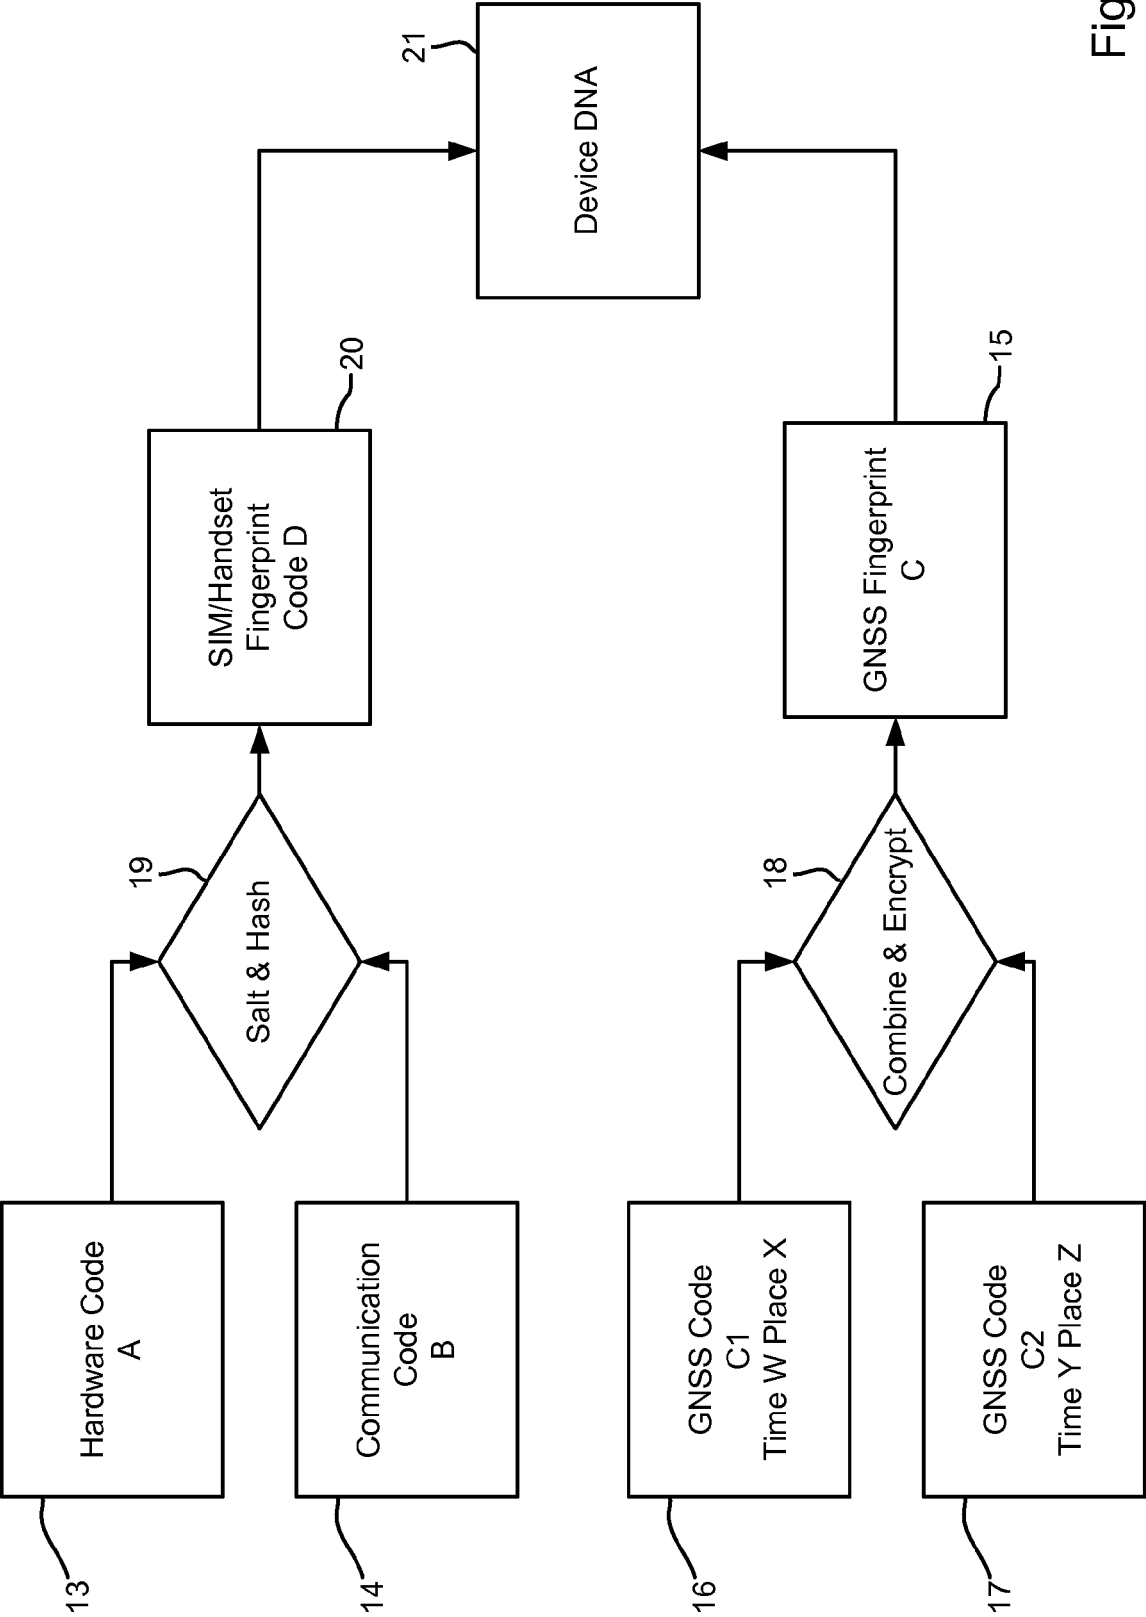 13
Hardware Code
A
14
Communication
Code
B
19
Salt & Hash
20
SIM/Handset
Fingerprint
Code D
16
GNSS Code
C1
Time W Place X
17
GNSS Code
C2
Time Y Place Z
18
Combine & Encrypt
15
GNSS Fingerprint
C
21
Device DNA
Fig